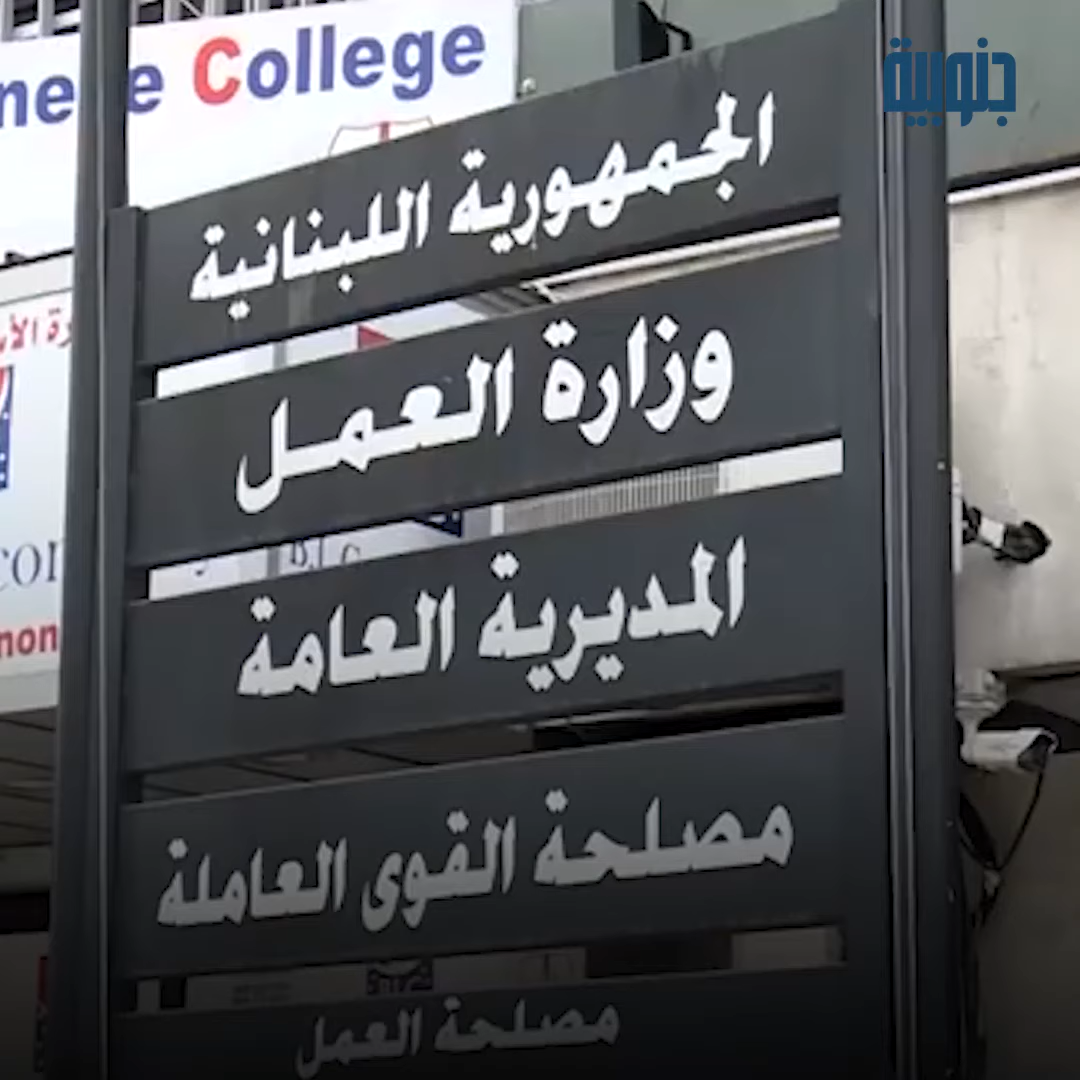 جنوبية
College
الجمهورية اللبنانية
وزارة العمل
المديرية العامة
مصلحة القوى العاملة
مصلحة العمل